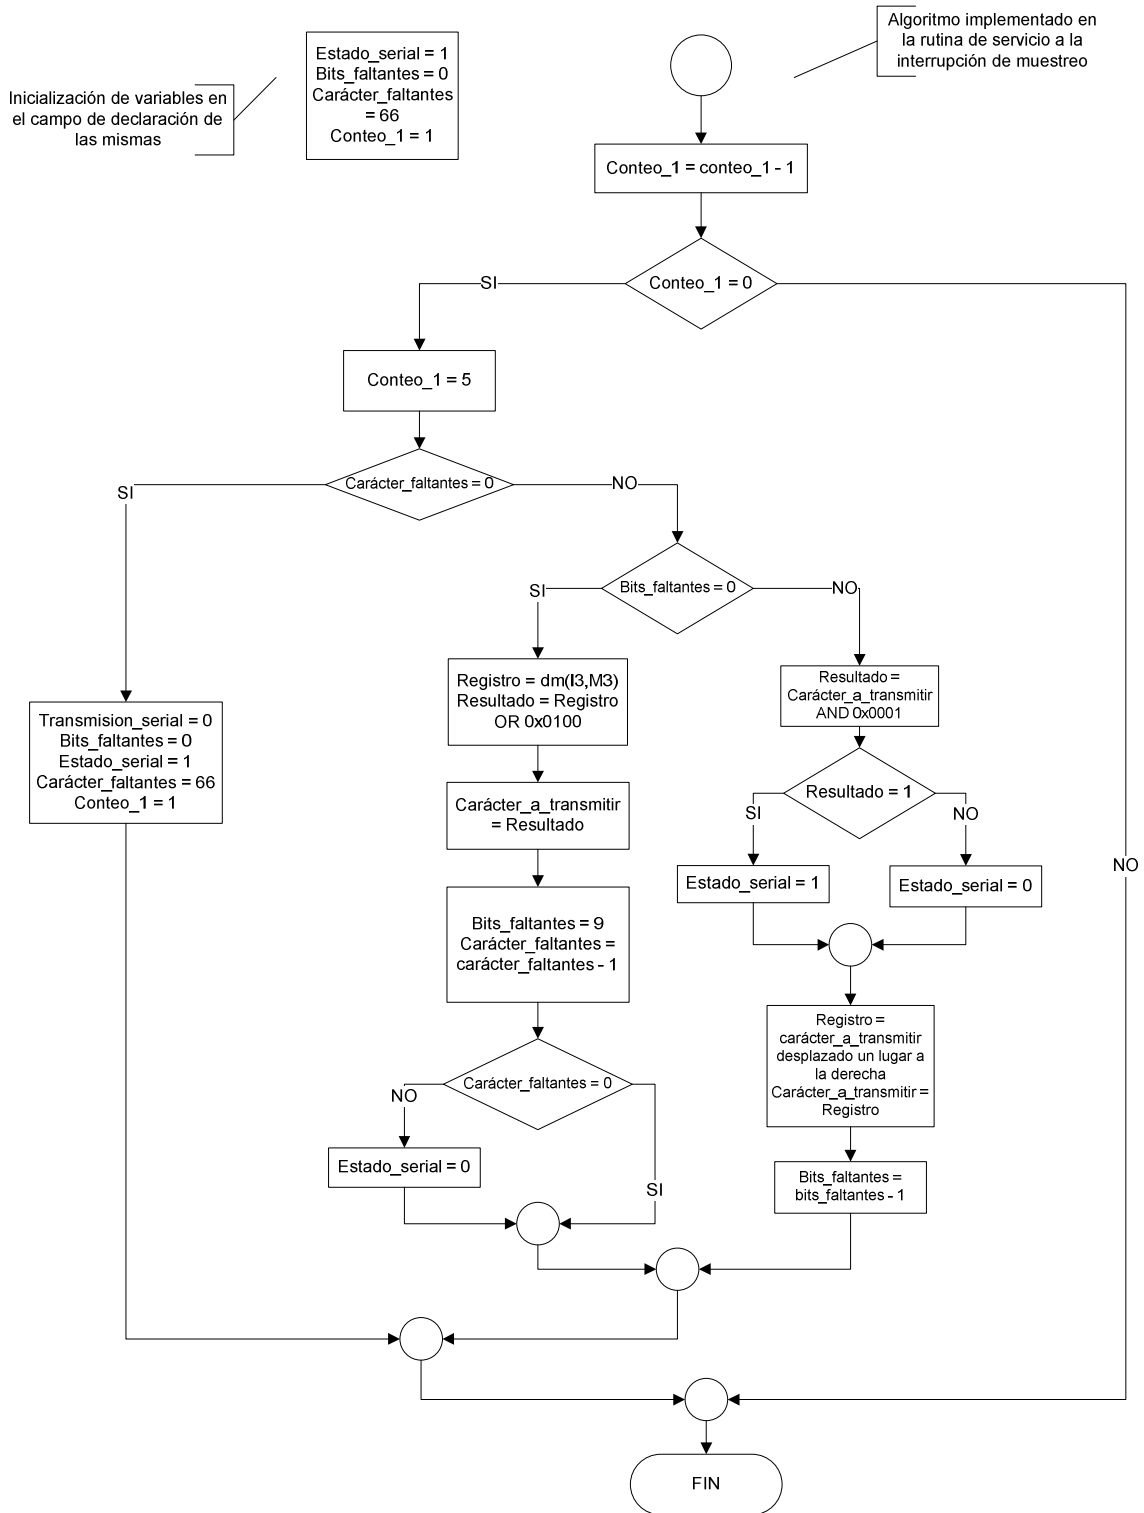 Algoritmo implementado en
la rutina de servicio a la
interrupción de muestreo
Estado_serial = 1
Bits_faltantes = 0
Carácter_faltantes
= 66
Conteo_1 = 1
Inicialización de variables en
el campo de declaración de
las mismas
Conteo_1 = conteo_1 - 1
Conteo_1 = 0
SI
NO
Conteo_1 = 5
Carácter_faltantes = 0
SI
NO
Bits_faltantes = 0
SI
NO
Transmision_serial = 0
Bits_faltantes = 0
Estado_serial = 1
Carácter_faltantes = 66
Conteo_1 = 1
Registro = dm(I3,M3)
Resultado = Registro
OR 0x0100
Carácter_a_transmitir
= Resultado
Bits_faltantes = 9
Carácter_faltantes =
carácter_faltantes - 1
Carácter_faltantes = 0
NO
SI
Estado_serial = 0
Resultado =
Carácter_a_transmitir
AND 0x0001
Resultado = 1
SI
NO
Estado_serial = 1
Estado_serial = 0
Registro =
carácter_a_transmitir
desplazado un lugar a
la derecha
Carácter_a_transmitir =
Registro
Bits_faltantes =
bits_faltantes - 1
FIN